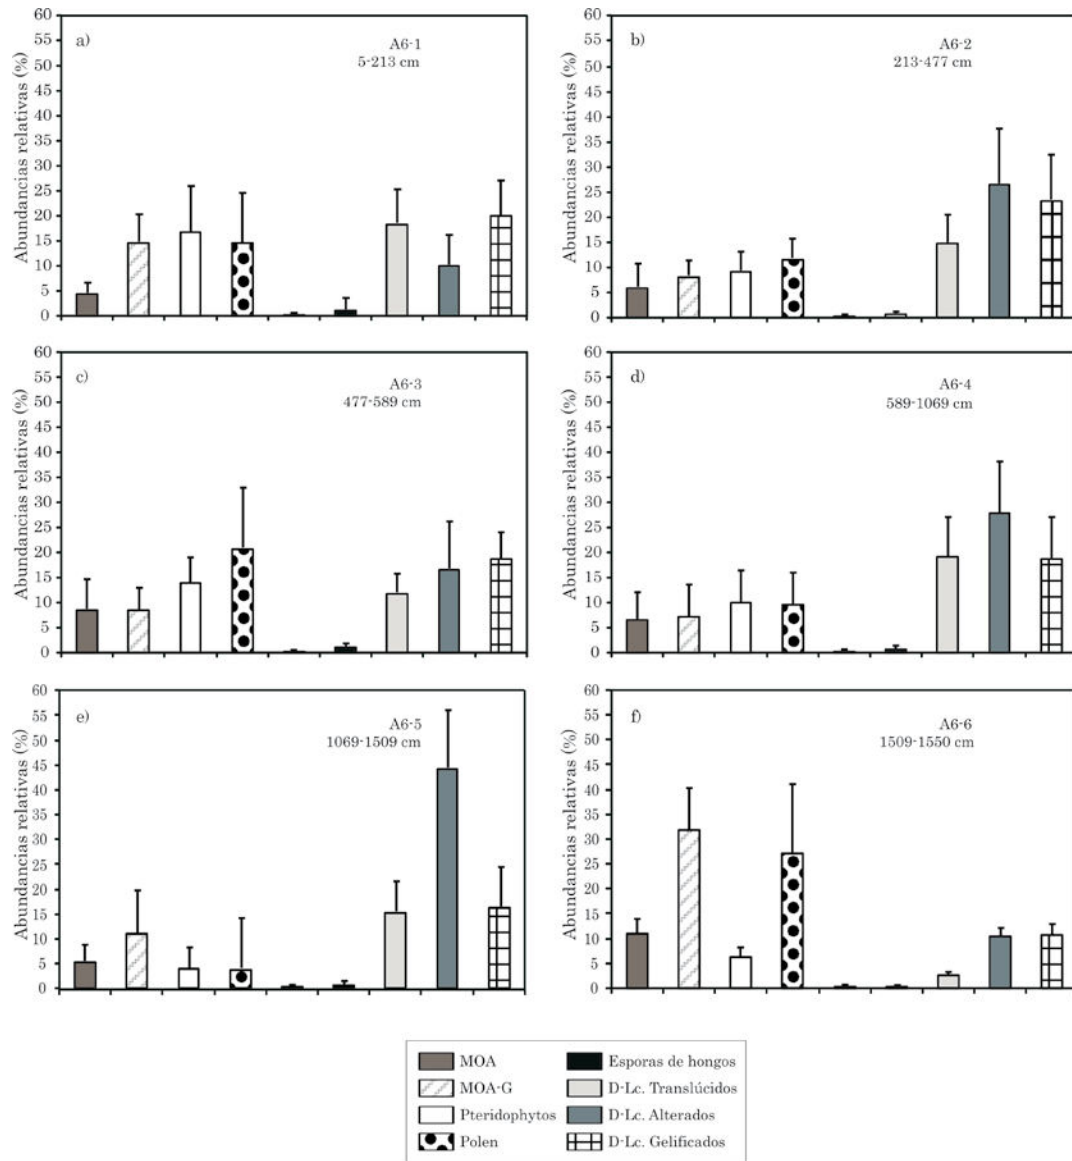 Abundancias relativas (%)
60
55
50
45
40
35
30
25
20
15
10
5
0
a)
A6-1
5-213 cm
60
55
50
45
40
35
30
25
20
15
10
5
0
b)
A6-2
213-477 cm
Abundancias relativas (%)
60
55
50
45
40
35
30
25
20
15
10
5
0
c)
A6-3
477-589 cm
60
55
50
45
40
35
30
25
20
15
10
5
0
d)
A6-4
589-1069 cm
Abundancias relativas (%)
60
55
50
45
40
35
30
25
20
15
10
5
0
e)
A6-5
1069-1509 cm
60
55
50
45
40
35
30
25
20
15
10
5
0
f)
A6-6
1509-1550 cm
MOA
MOA-G
Pteridophytos
Polen
Esporas de hongos
D-Lc. Translúcidos
D-Lc. Alterados
D-Lc. Gelificados